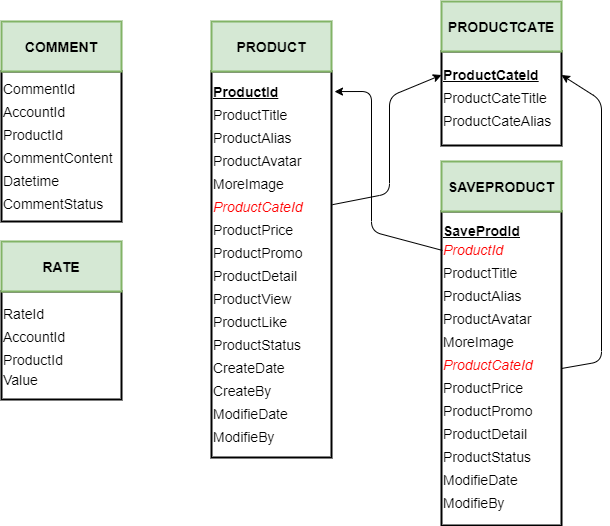 COMMENT
CommentId
AccountId
ProductId
CommentContent
Datetime
CommentStatus
RATE
RateId
AccountId
ProductId
Value
PRODUCT
ProductId
ProductTitle
ProductAlias
ProductAvatar
MoreImage
ProductCateId
ProductPrice
ProductPromo
ProductDetail
ProductView
ProductLike
ProductStatus
CreateDate
CreateBy
ModifieDate
ModifieBy
PRODUCTCATE
ProductCateId
ProductCateTitle
ProductCateAlias
SAVEPRODUCT
SaveProdId
ProductId
ProductTitle
ProductAlias
ProductAvatar
MoreImage
ProductCateId
ProductPrice
ProductPromo
ProductDetail
ProductStatus
ModifieDate
ModifieBy